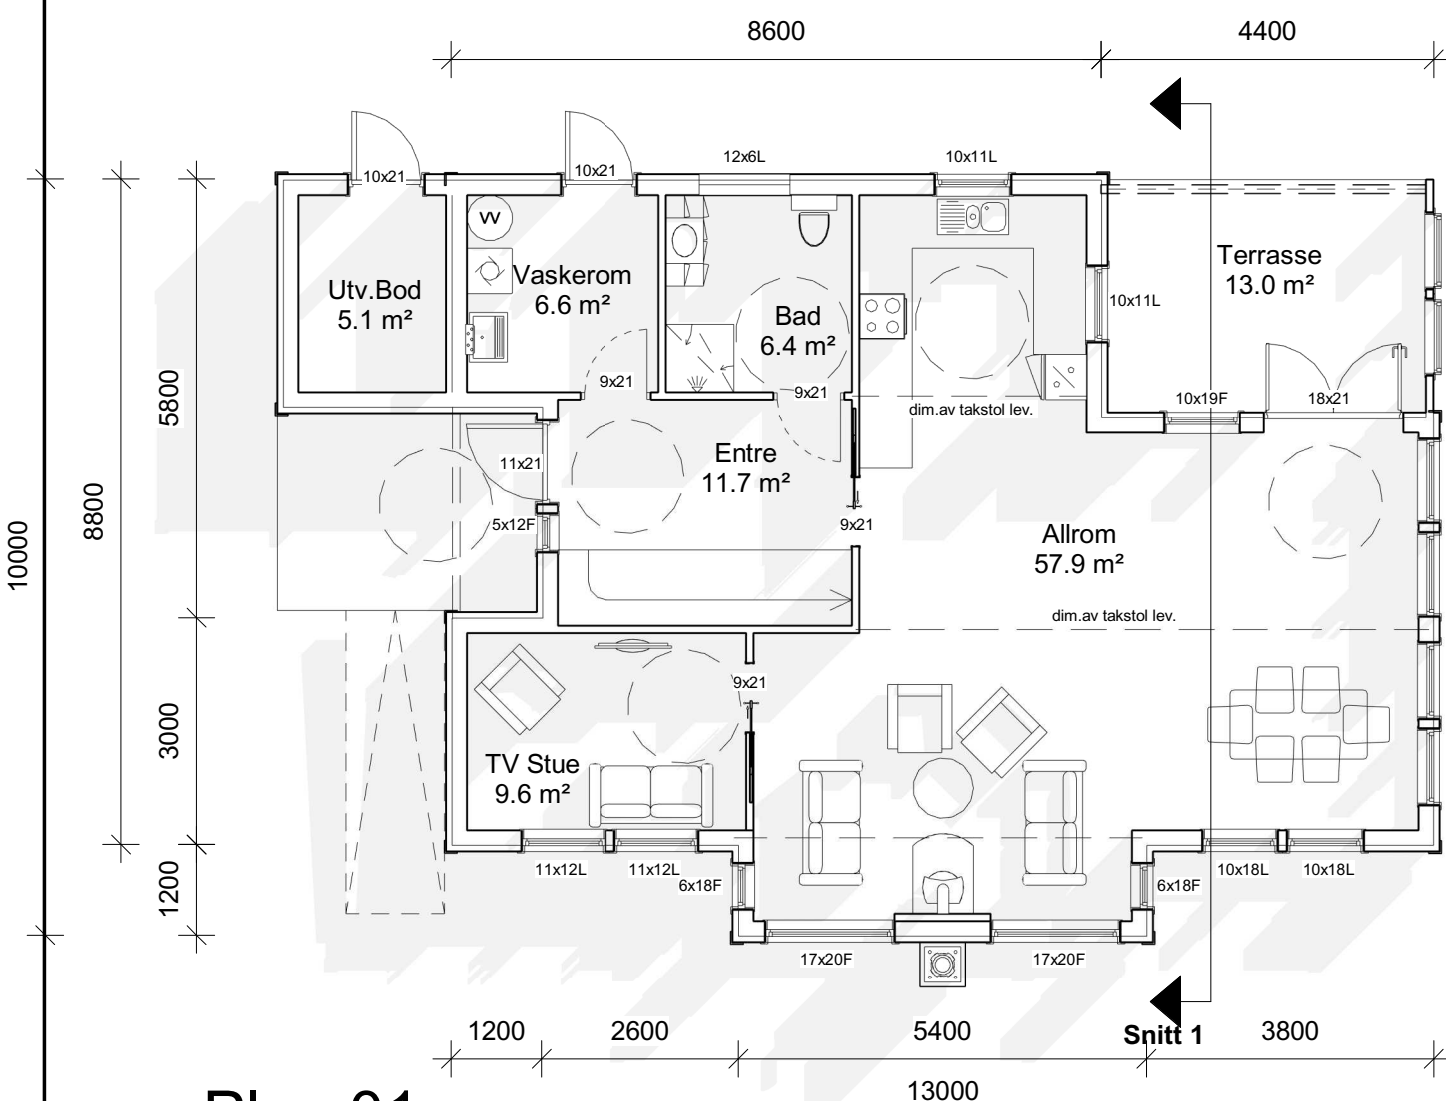 8600
4400
12x6L
10x11L
10x21
10x21
W
Vaskerom
6.6 m²
Utv.Bod
5.1 m²
Bad
6.4 m²
Terrasse
13.0 m²
10x11L
5800
9x21
9x21
dim.av takstol lev.
10x19F
18x21
11x21
Entre
11.7 m²
8800
10000
5x12F
9x21
Allrom
57.9 m²
dim.av takstol lev.
3000
9x21
TV Stue
9.6 m²
1200
11x12L
11x12L
6x18F
6x18F
10x18L
10x18L
17x20F
17x20F
1200
2600
5400
Snitt 1
3800
13000